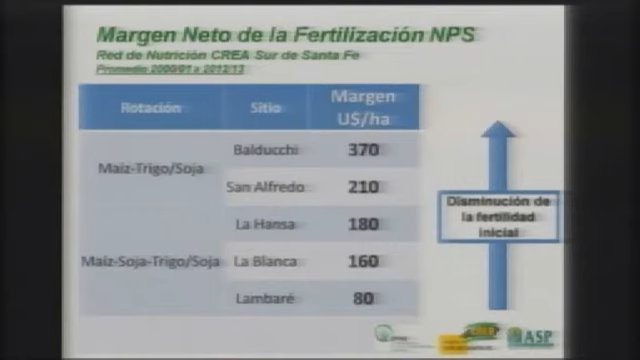 Margen Neto de la Fertilización NPS
Red de Nutrición CREA Sur de Santa Fe
Promedio 2000/01 a 2012/13
Rotación Sitio Margen
U$/ha
Maíz-Trigo/Soja
Balducchi 370
San Alfredo 210
La Hansa 180
Maíz-Soja-Trigo/Soja La Blanca 160
Lambaré 80
Disminución de
la fertilidad
inicial
ASP